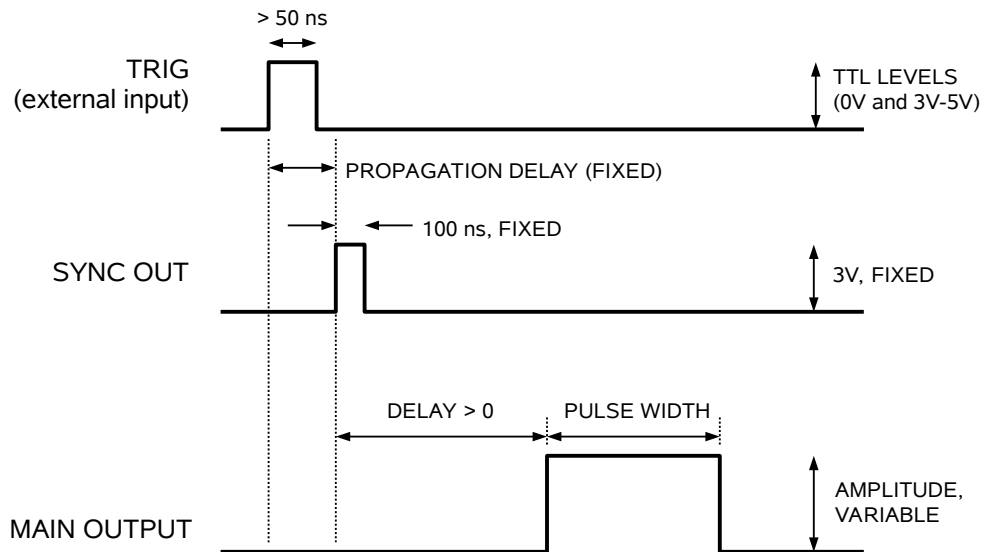 > 50 ns
TRIG
(external input)
TTL LEVELS
(0V and 3V-5V)
PROPAGATION DELAY (FIXED)
100 ns, FIXED
SYNC OUT
3V, FIXED
DELAY > 0
PULSE WIDTH
MAIN OUTPUT
AMPLITUDE,
VARIABLE